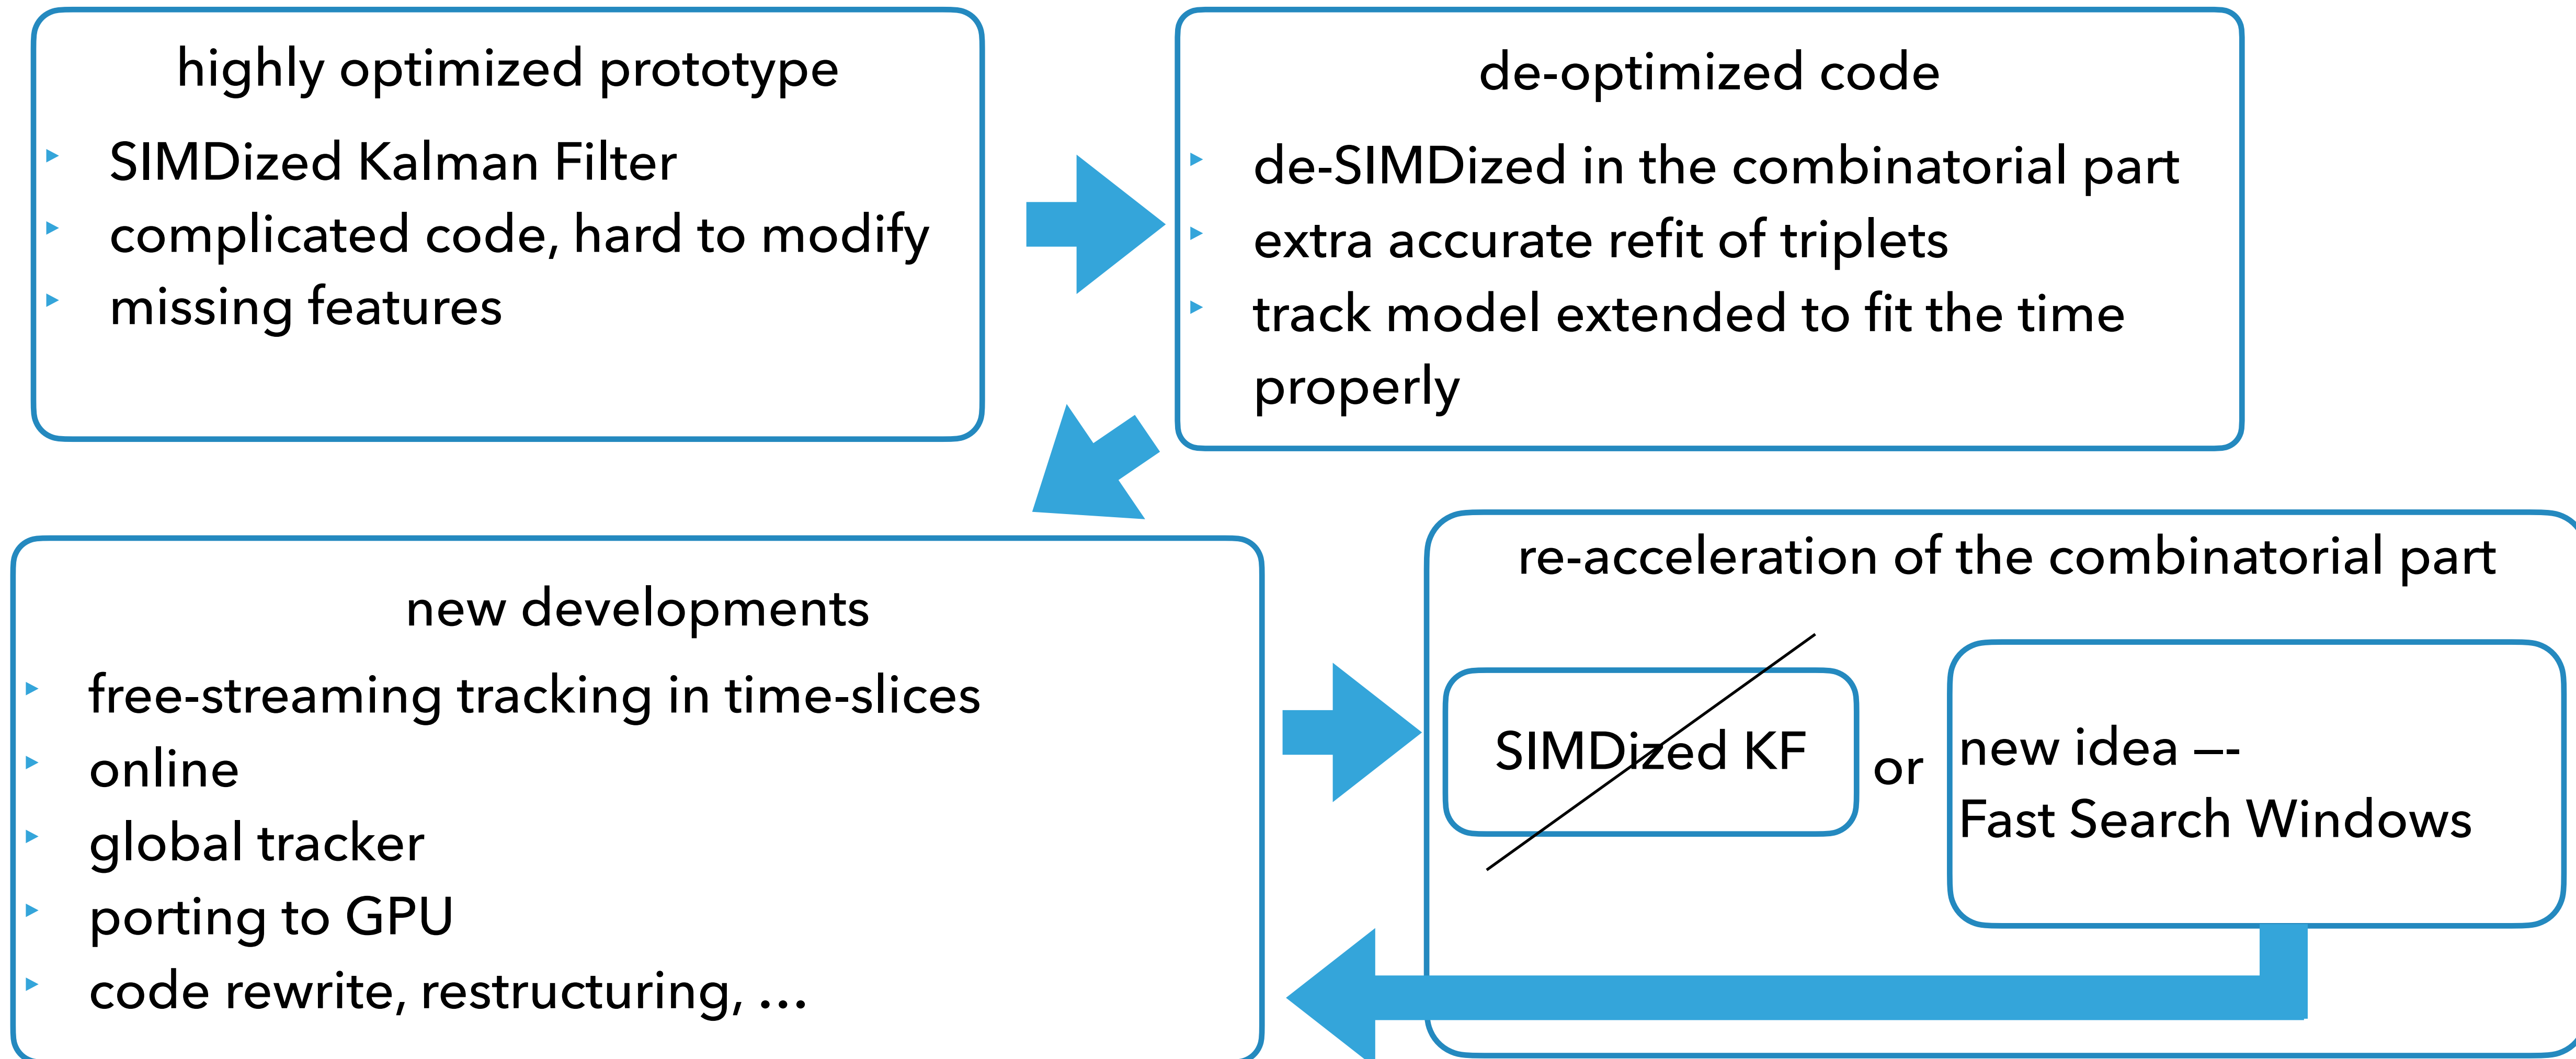 highly optimized prototype
▸ SIMDized Kalman Filter
▸ complicated code, hard to modify
▸ missing features
de-optimized code
▸ de-SIMDized in the combinatorial part
▸ extra accurate refit of triplets
▸ track model extended to fit the time
properly
new developments
▸ free-streaming tracking in time-slices
▸ online
▸ global tracker
▸ porting to GPU
▸ code rewrite, restructuring, …
re-acceleration of the combinatorial part
SIMDized KF
or
new idea —-
Fast Search Windows